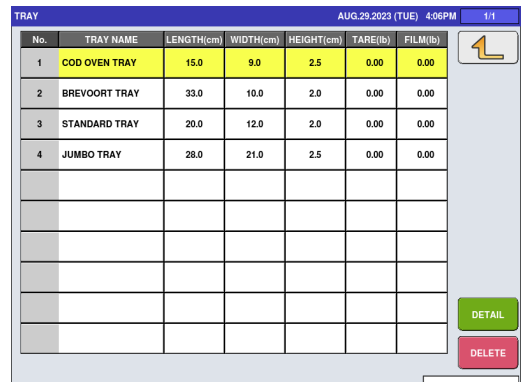 TRAY AUG.29.2023 (TUE) 4:06PM 1/1
No. TRAY NAME LENGTH(cm) WIDTH(cm) HEIGHT(cm) TARE(lb) FILM(lb)
1 COD OVEN TRAY 15.0 9.0 2.5 0.00 0.00
2 BREVOORT TRAY 33.0 10.0 2.0 0.00 0.00
3 STANDARD TRAY 20.0 12.0 2.0 0.00 0.00
4 JUMBO TRAY 28.0 21.0 2.5 0.00 0.00
DETAIL
DELETE